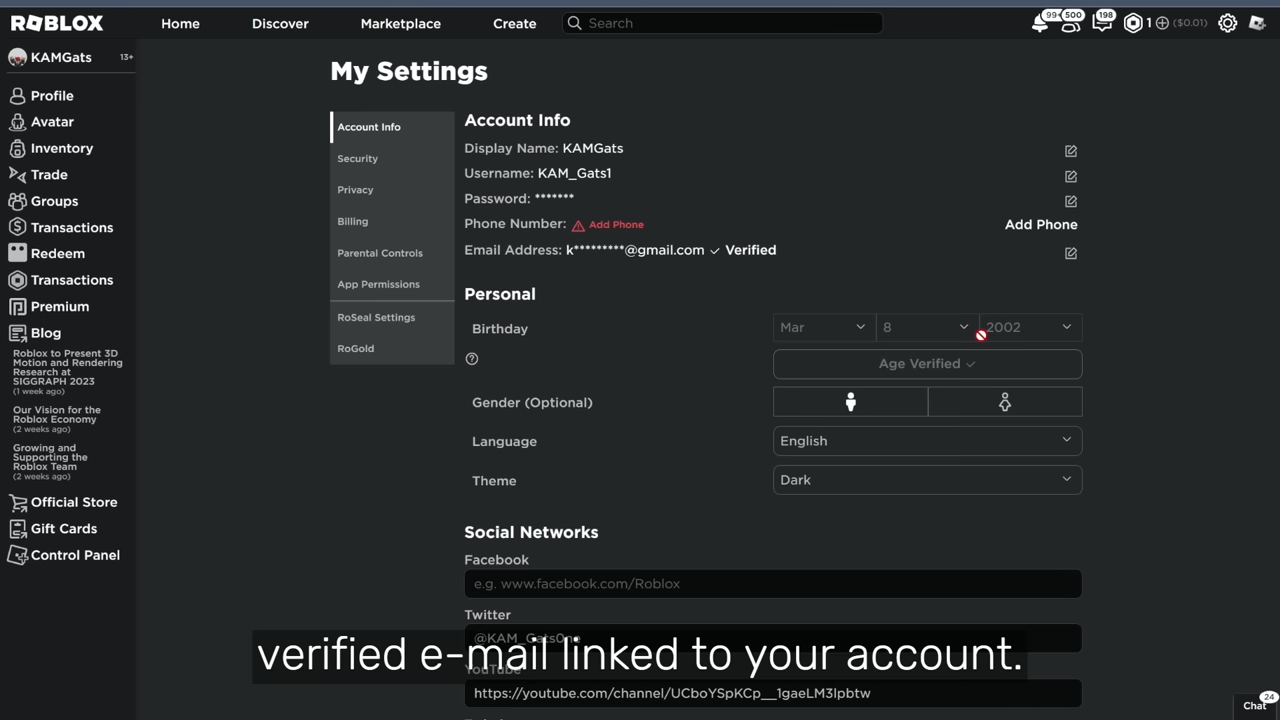 ROBLOX
Home
Discover
Marketplace
Create
Search
99+
500
198
1
($0.01)
KAMGats
13+
Profile
Avatar
Inventory
Trade
Groups
Transactions
Redeem
Transactions
Premium
Blog
Roblox to Present 3D
Motion and Rendering
Research at
SIGGRAPH 2023
(1 week ago)
Our Vision for the
Roblox Economy
(2 weeks ago)
Growing and
Supporting the
Roblox Team
(2 weeks ago)
Official Store
Gift Cards
Control Panel
My Settings
Account Info
Security
Privacy
Billing
Parental Controls
App Permissions
RoSeal Settings
RoGold
Account Info
Display Name: KAMGats
Username: KAM_Gats1
Password: *******
Phone Number: Add Phone
Add Phone
Email Address: k*********@gmail.com ✓ Verified
Personal
Birthday
Mar
8
2002
Age Verified ✓
Gender (Optional)
Language
English
Theme
Dark
Social Networks
Facebook
e.g. www.facebook.com/Roblox
Twitter
@KAM_GatsOne
verified e-mail linked to your account.
YouTube
https://youtube.com/channel/UCboYSpKCp__1gaeLM3lpbtw
Chat
24